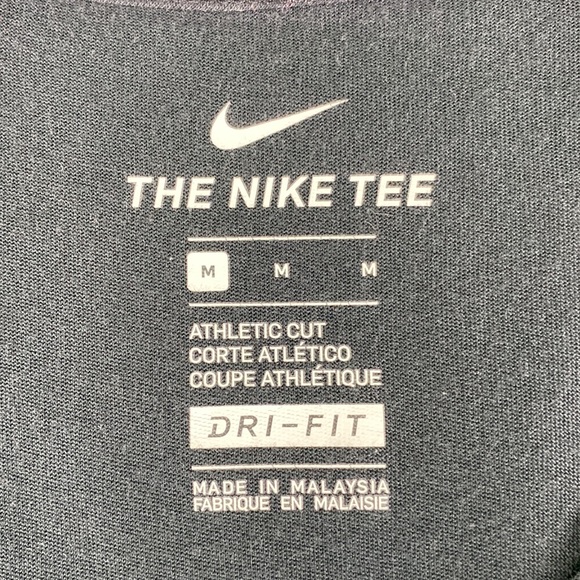 THE NIKE TEE
M M M
ATHLETIC CUT
CORTE ATLÉTICO
COUPE ATHLÉTIQUE
DRI-FIT
MADE IN MALAYSIA
FABRIQUE EN MALAISIE